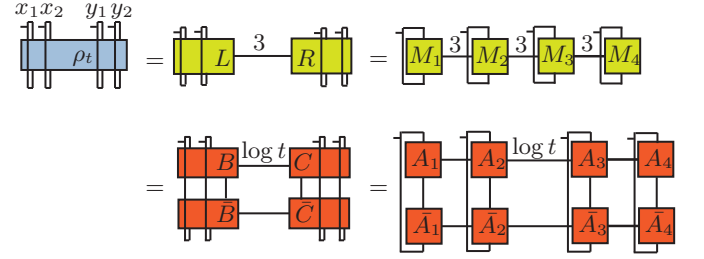 x₁x₂ y₁y₂
ρₜ = L 3 R = M₁ 3 M₂ 3 M₃ 3 M₄
= B log t C = A₁ A₂ log t A₃ A₄
B̄ C̄ Ā₁ Ā₂ Ā₃ Ā₄